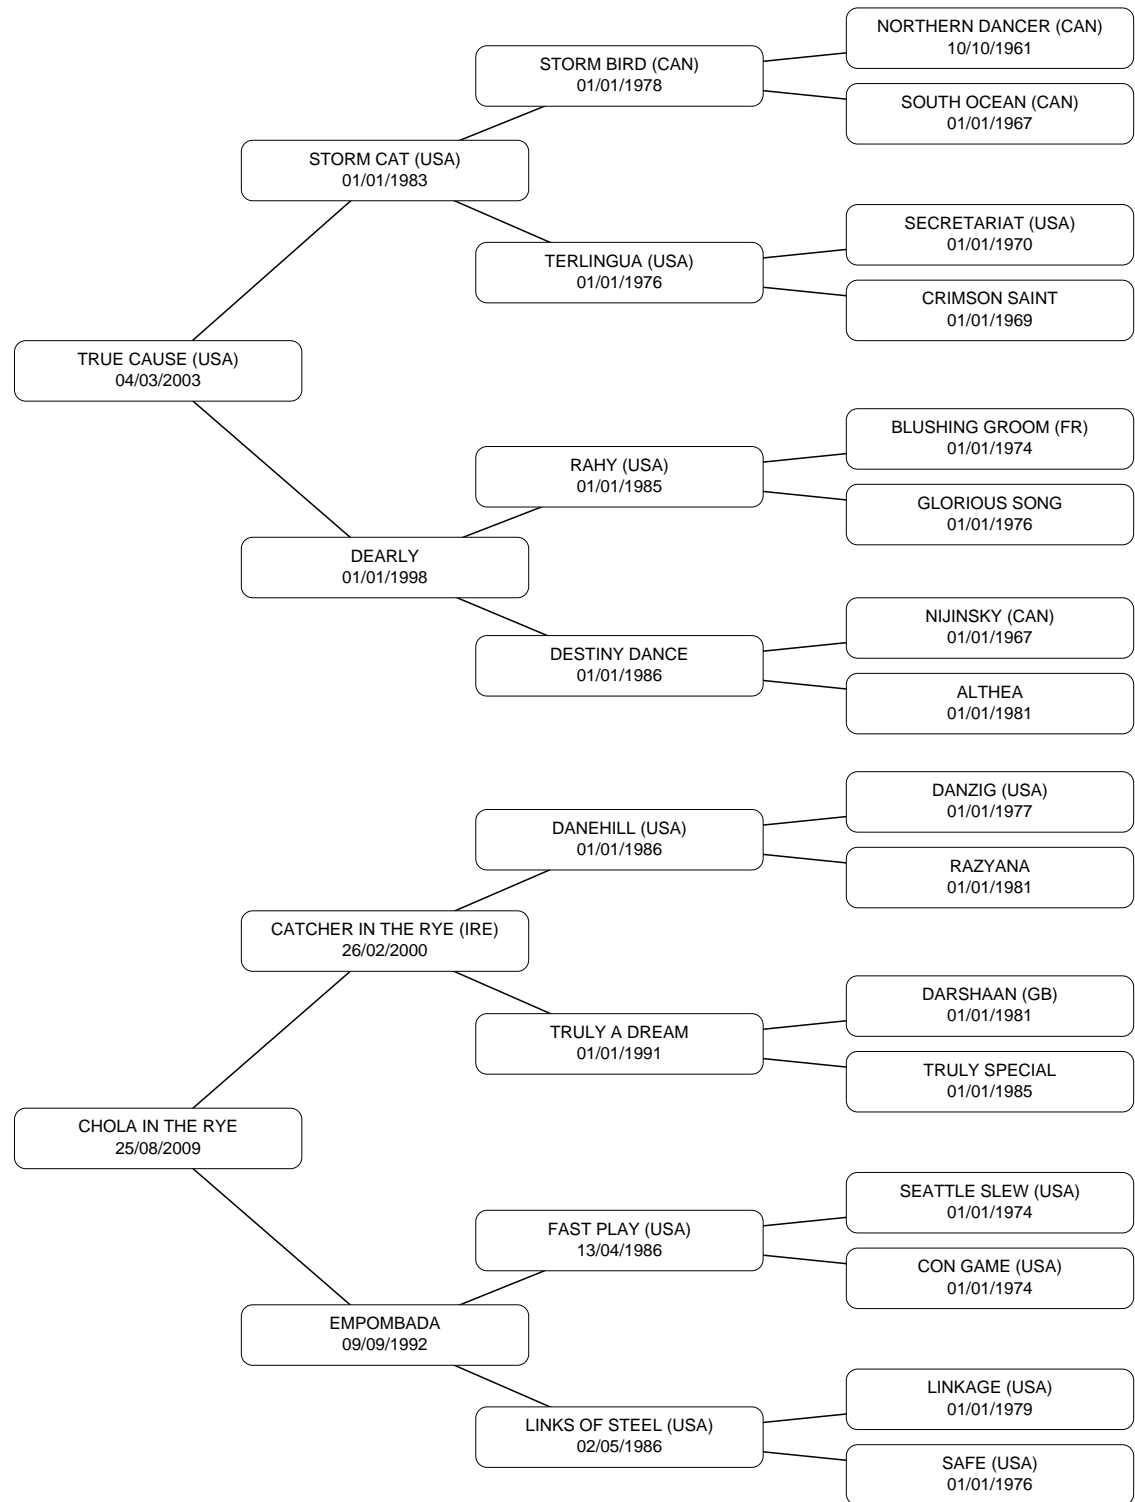 NORTHERN DANCER (CAN)
10/10/1961
STORM BIRD (CAN)
01/01/1978
SOUTH OCEAN (CAN)
01/01/1967
STORM CAT (USA)
01/01/1983
SECRETARIAT (USA)
01/01/1970
TERLINGUA (USA)
01/01/1976
CRIMSON SAINT
01/01/1969
TRUE CAUSE (USA)
04/03/2003
BLUSHING GROOM (FR)
01/01/1974
RAHY (USA)
01/01/1985
GLORIOUS SONG
01/01/1976
DEARLY
01/01/1998
NIJINSKY (CAN)
01/01/1967
DESTINY DANCE
01/01/1986
ALTHEA
01/01/1981
DANZIG (USA)
01/01/1977
DANEHILL (USA)
01/01/1986
RAZYANA
01/01/1981
CATCHER IN THE RYE (IRE)
26/02/2000
DARSHAAN (GB)
01/01/1981
TRULY A DREAM
01/01/1991
TRULY SPECIAL
01/01/1985
CHOLA IN THE RYE
25/08/2009
SEATTLE SLEW (USA)
01/01/1974
FAST PLAY (USA)
13/04/1986
CON GAME (USA)
01/01/1974
EMPOMBADA
09/09/1992
LINKAGE (USA)
01/01/1979
LINKS OF STEEL (USA)
02/05/1986
SAFE (USA)
01/01/1976